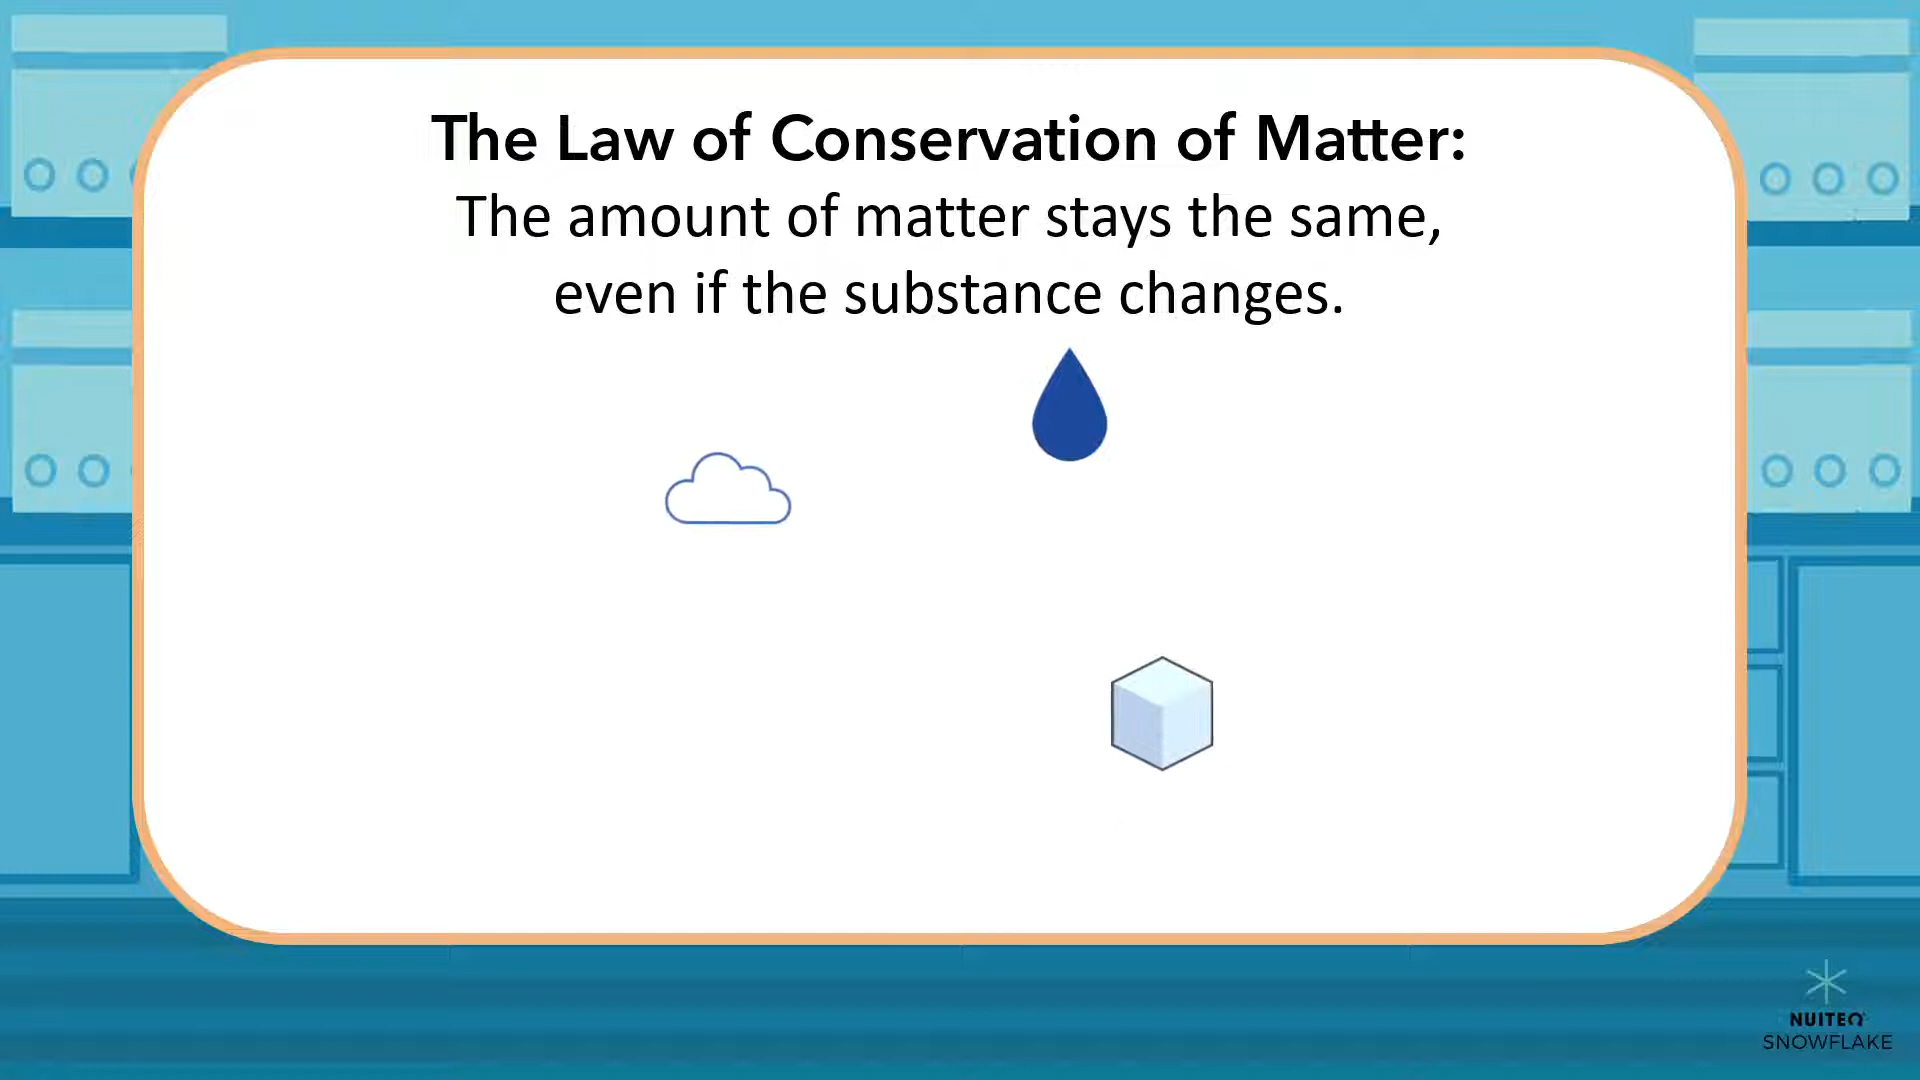 The Law of Conservation of Matter:
The amount of matter stays the same,
even if the substance changes.
NUITEQ
SNOWFLAKE